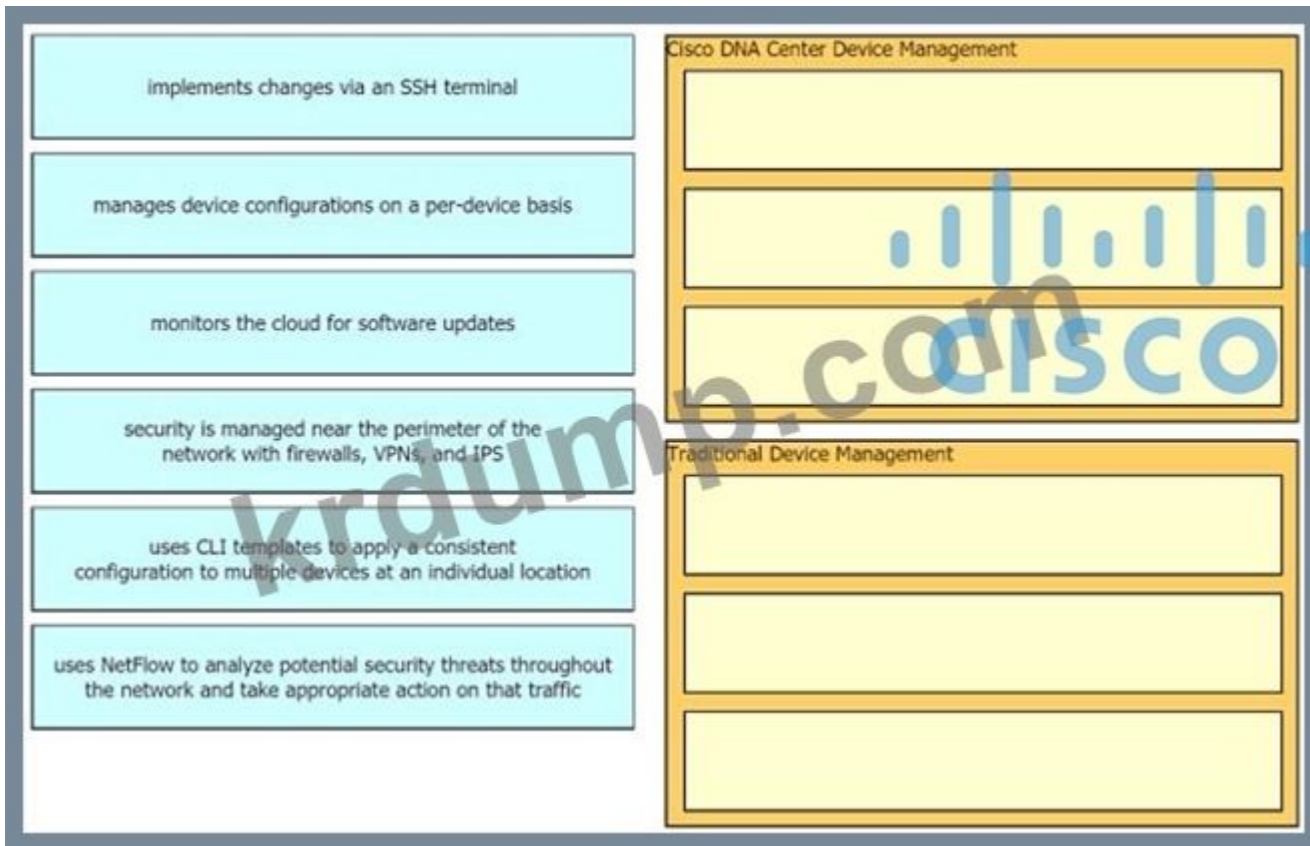 implements changes via an SSH terminal
manages device configurations on a per-device basis
monitors the cloud for software updates
security is managed near the perimeter of the
network with firewalls, VPNs, and IPS
uses CLI templates to apply a consistent
configuration to multiple devices at an individual location
uses NetFlow to analyze potential security threats throughout
the network and take appropriate action on that traffic
Cisco DNA Center Device Management
CISCO
Traditional Device Management
krdump.com